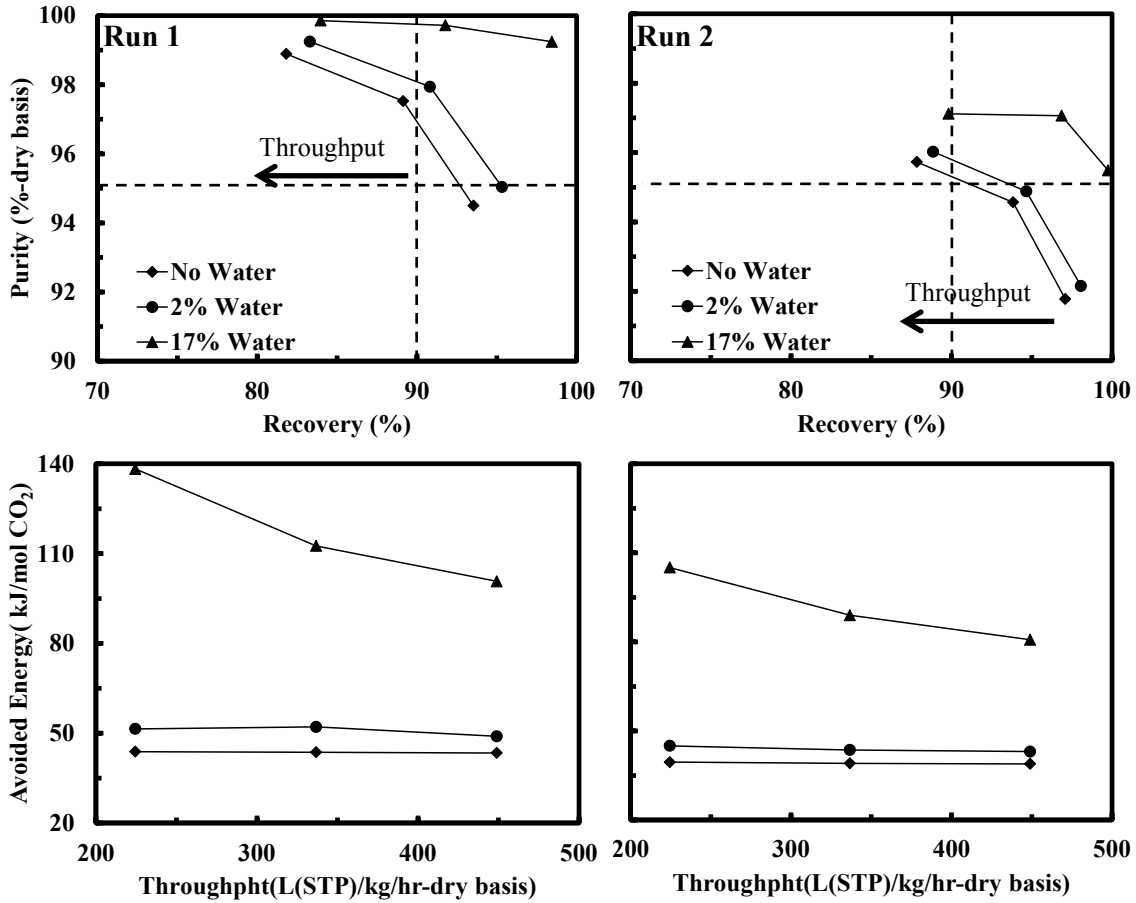 Run 1
Purity (%-dry basis)
100
98
96
94
92
90
Throughput
No Water
2% Water
17% Water
70
80
90
100
Recovery (%)
Run 2
Throughput
No Water
2% Water
17% Water
70
80
90
100
Recovery (%)
Avoided Energy( kJ/mol CO₂)
140
110
80
50
20
200
300
400
500
Throughpht(L(STP)/kg/hr-dry basis)
200
300
400
500
Throughpht(L(STP)/kg/hr-dry basis)